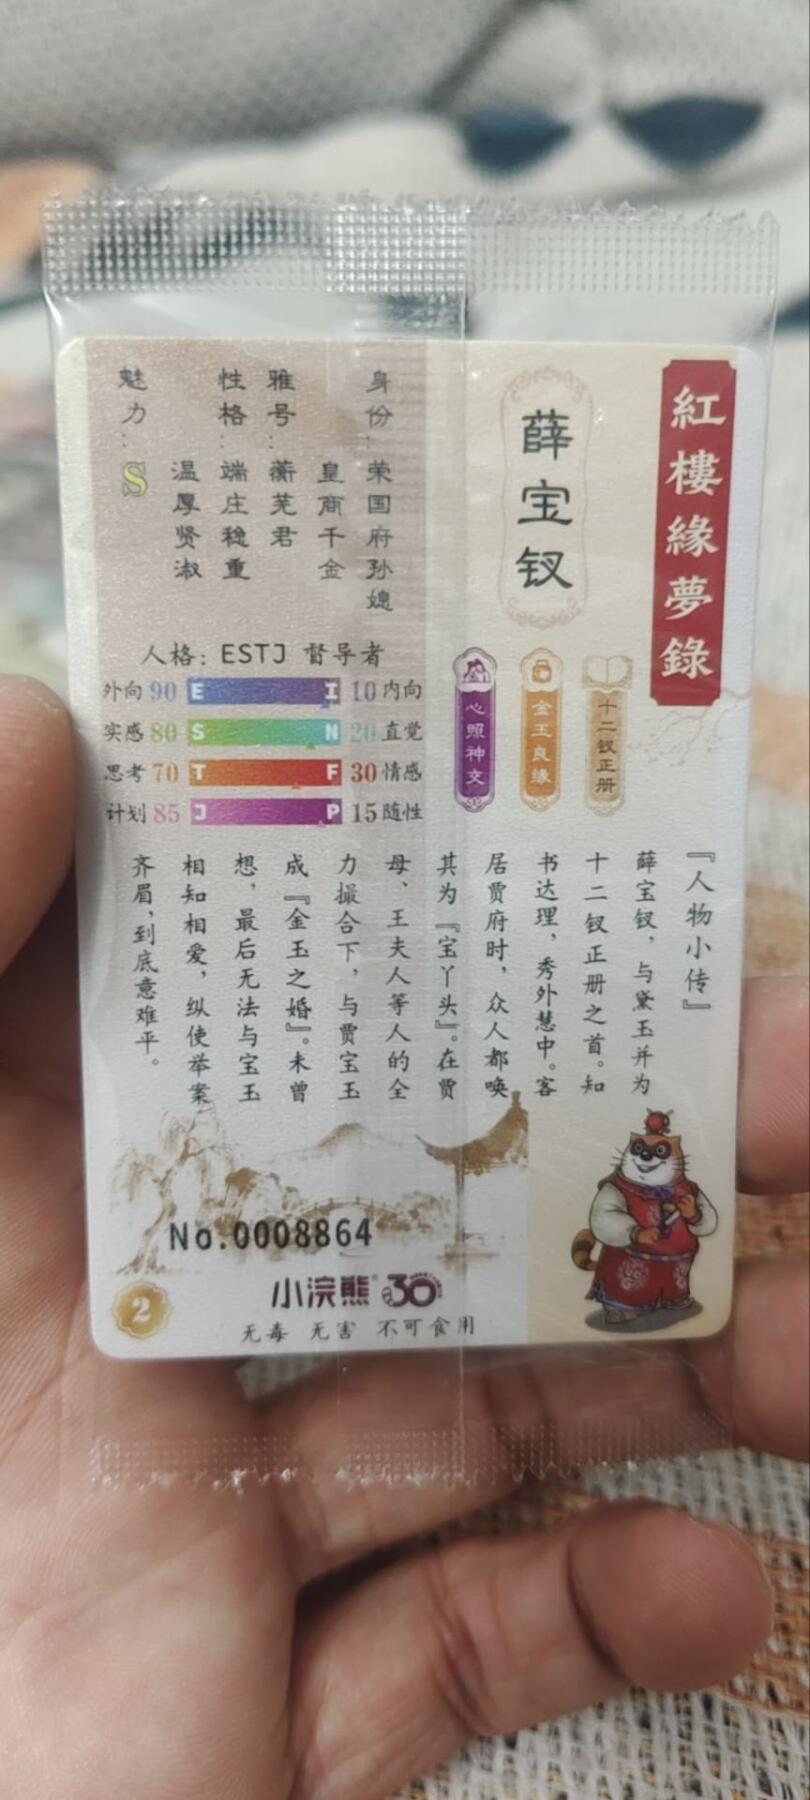 紅樓緣夢錄
薛宝钗
十二钗正册
金玉良缘
心照神交
身份：荣国府孙媳
皇商千金
雅号：蘅芜君
性格：端庄稳重
温厚贤淑
魅力：S
人格：ESTJ 督导者
外向 90 E I 10 内向
实感 80 S N 20 直觉
思考 70 T F 30 情感
计划 85 J P 15 随性
『人物小传』
薛宝钗，与黛玉并为
十二钗正册之首。知
书达理，秀外慧中。客
居贾府时，众人都唤
其为『宝丫头』。在贾
母、王夫人等人的全
力撮合下，与贾宝玉
成『金玉之婚』。未曾
想，最后无法与宝玉
相知相爱，纵使举案
齐眉，到底意难平。
No.0008864
小浣熊 30
2
无毒 无害 不可食用